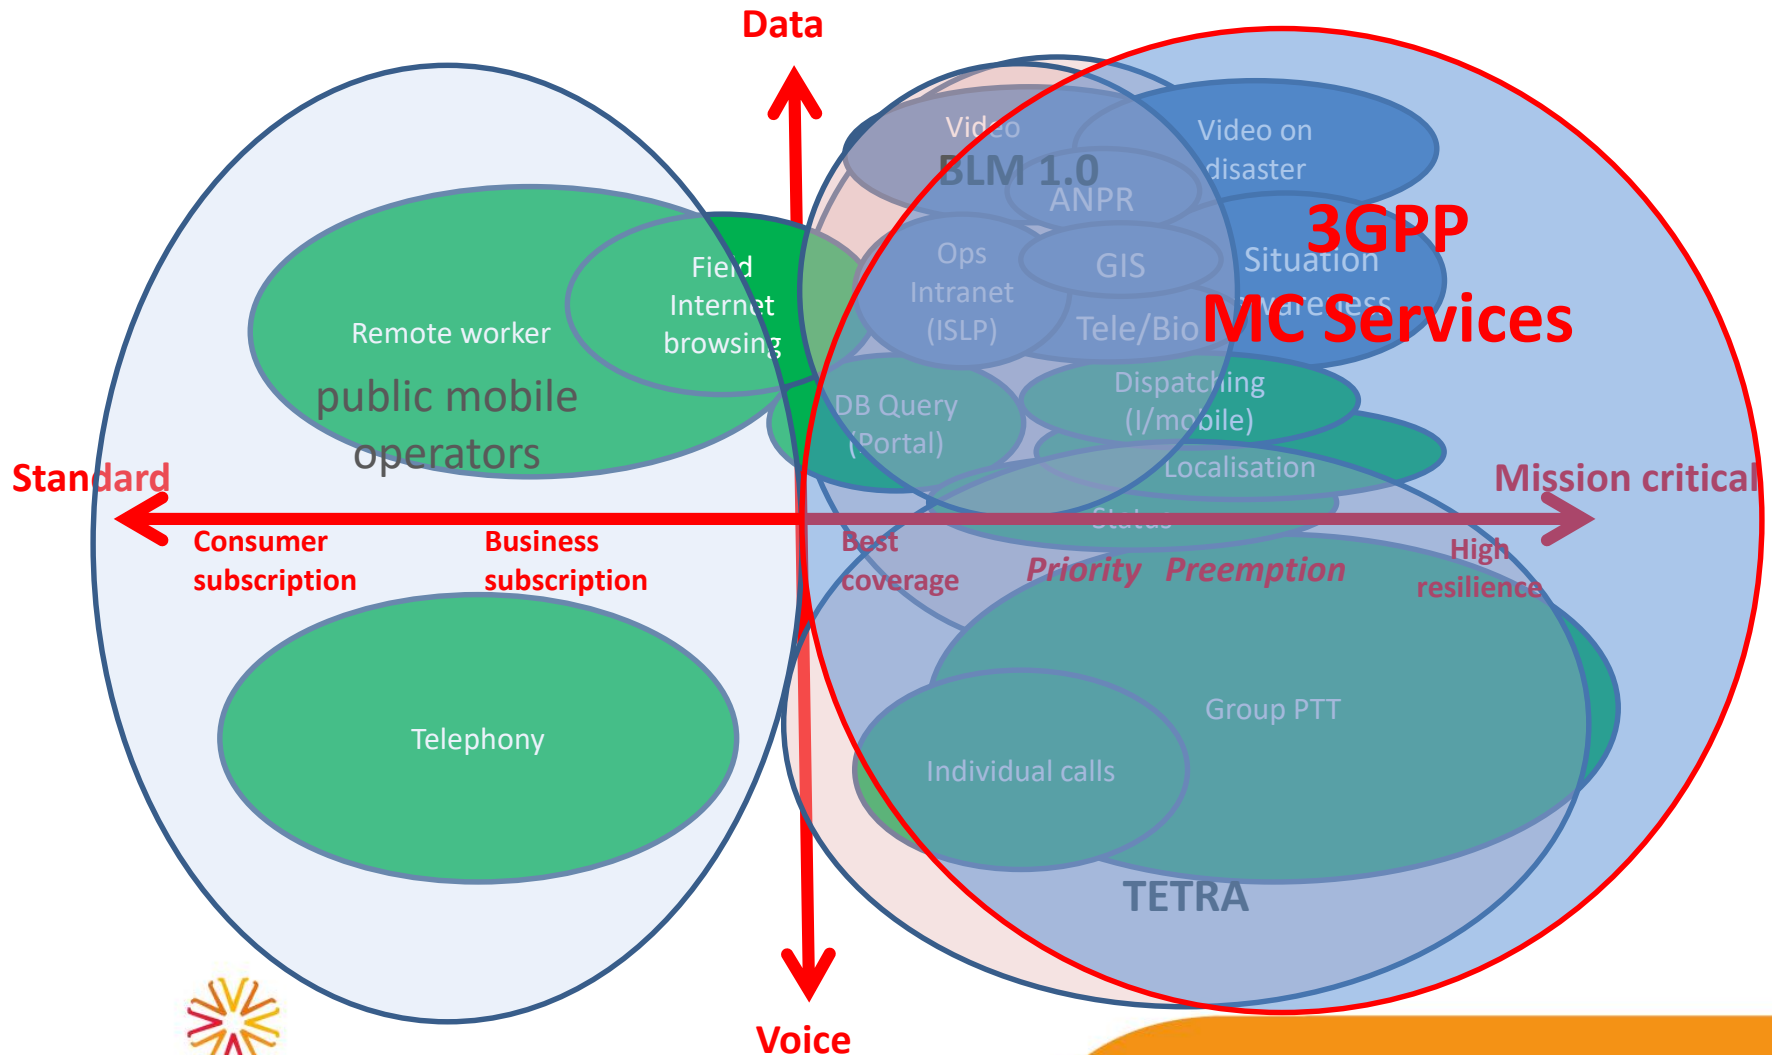 Data
Video
BLM 1.0
ANPR
Video on
disaster
3GPP
MC Services
Field
Internet
browsing
Ops
Intranet
(ISLP)
GIS
Situation
awareness
Tele/Bio
Remote worker
public mobile
operators
DB Query
(Portal)
Dispatching
(I/mobile)
Localisation
Status
Standard
Mission critical
Consumer
subscription
Business
subscription
Best
coverage
Priority Preemption
High
resilience
Telephony
Group PTT
Individual calls
TETRA
Voice